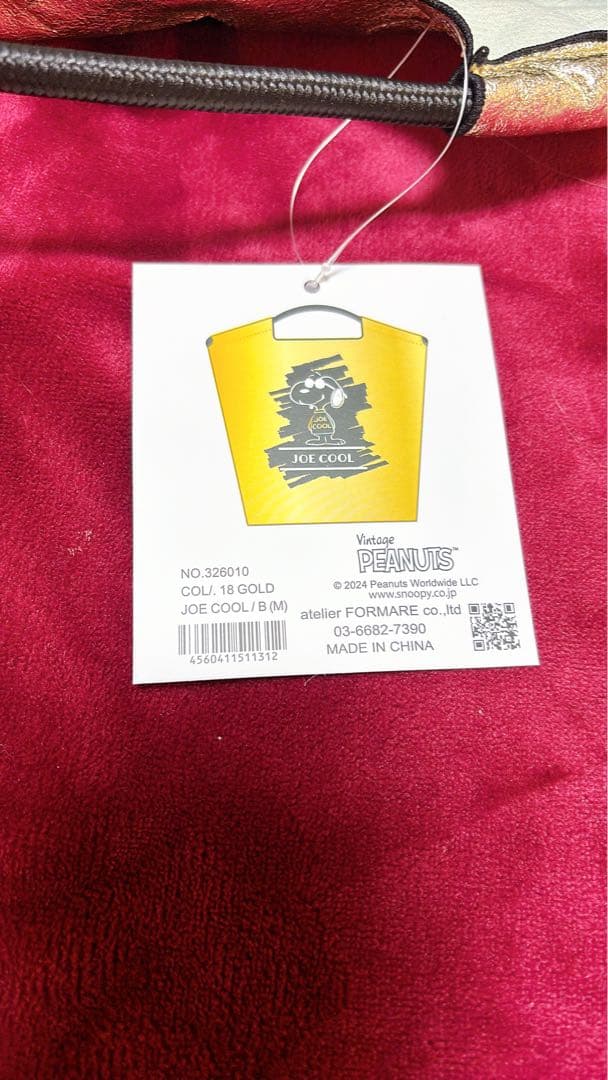 JOE
COOL
JOE COOL
Vintage
PEANUTS™
© 2024 Peanuts Worldwide LLC
www.snoopy.co.jp
NO.326010
COL/. 18 GOLD
JOE COOL / B (M)
4560411511312
atelier FORMARE co.,ltd
03-6682-7390
MADE IN CHINA